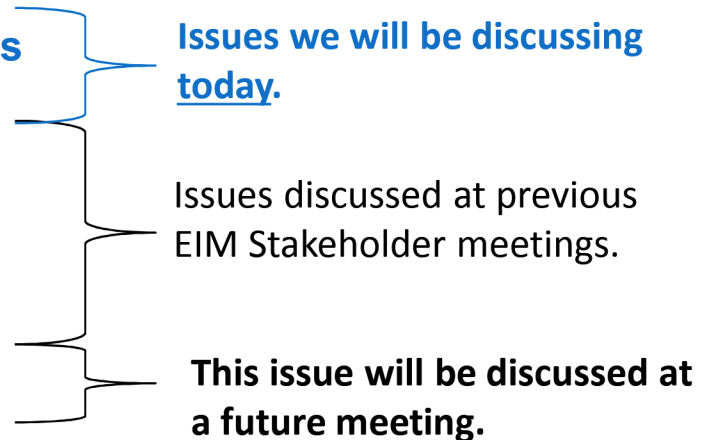 s
Issues we will be discussing
today.
Issues discussed at previous
EIM Stakeholder meetings.
This issue will be discussed at
a future meeting.